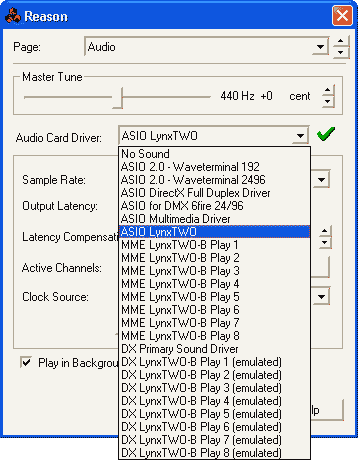 Reason
Page: Audio
Master Tune
440 Hz +0 cent
Audio Card Driver: ASIO LynxTWO
No Sound
ASIO 2.0 - Waveterminal 192
ASIO 2.0 - Waveterminal 2496
ASIO DirectX Full Duplex Driver
ASIO for DMX 6fire 24/96
ASIO Multimedia Driver
ASIO LynxTWO
MME LynxTWO-B Play 1
MME LynxTWO-B Play 2
MME LynxTWO-B Play 3
MME LynxTWO-B Play 4
MME LynxTWO-B Play 5
MME LynxTWO-B Play 6
MME LynxTWO-B Play 7
MME LynxTWO-B Play 8
DX Primary Sound Driver
DX LynxTWO-B Play 1 (emulated)
DX LynxTWO-B Play 2 (emulated)
DX LynxTWO-B Play 3 (emulated)
DX LynxTWO-B Play 4 (emulated)
DX LynxTWO-B Play 5 (emulated)
DX LynxTWO-B Play 6 (emulated)
DX LynxTWO-B Play 7 (emulated)
DX LynxTWO-B Play 8 (emulated)
Sample Rate:
Output Latency:
Latency Compensati
Active Channels:
Clock Source:
Play in Backgrou
lp